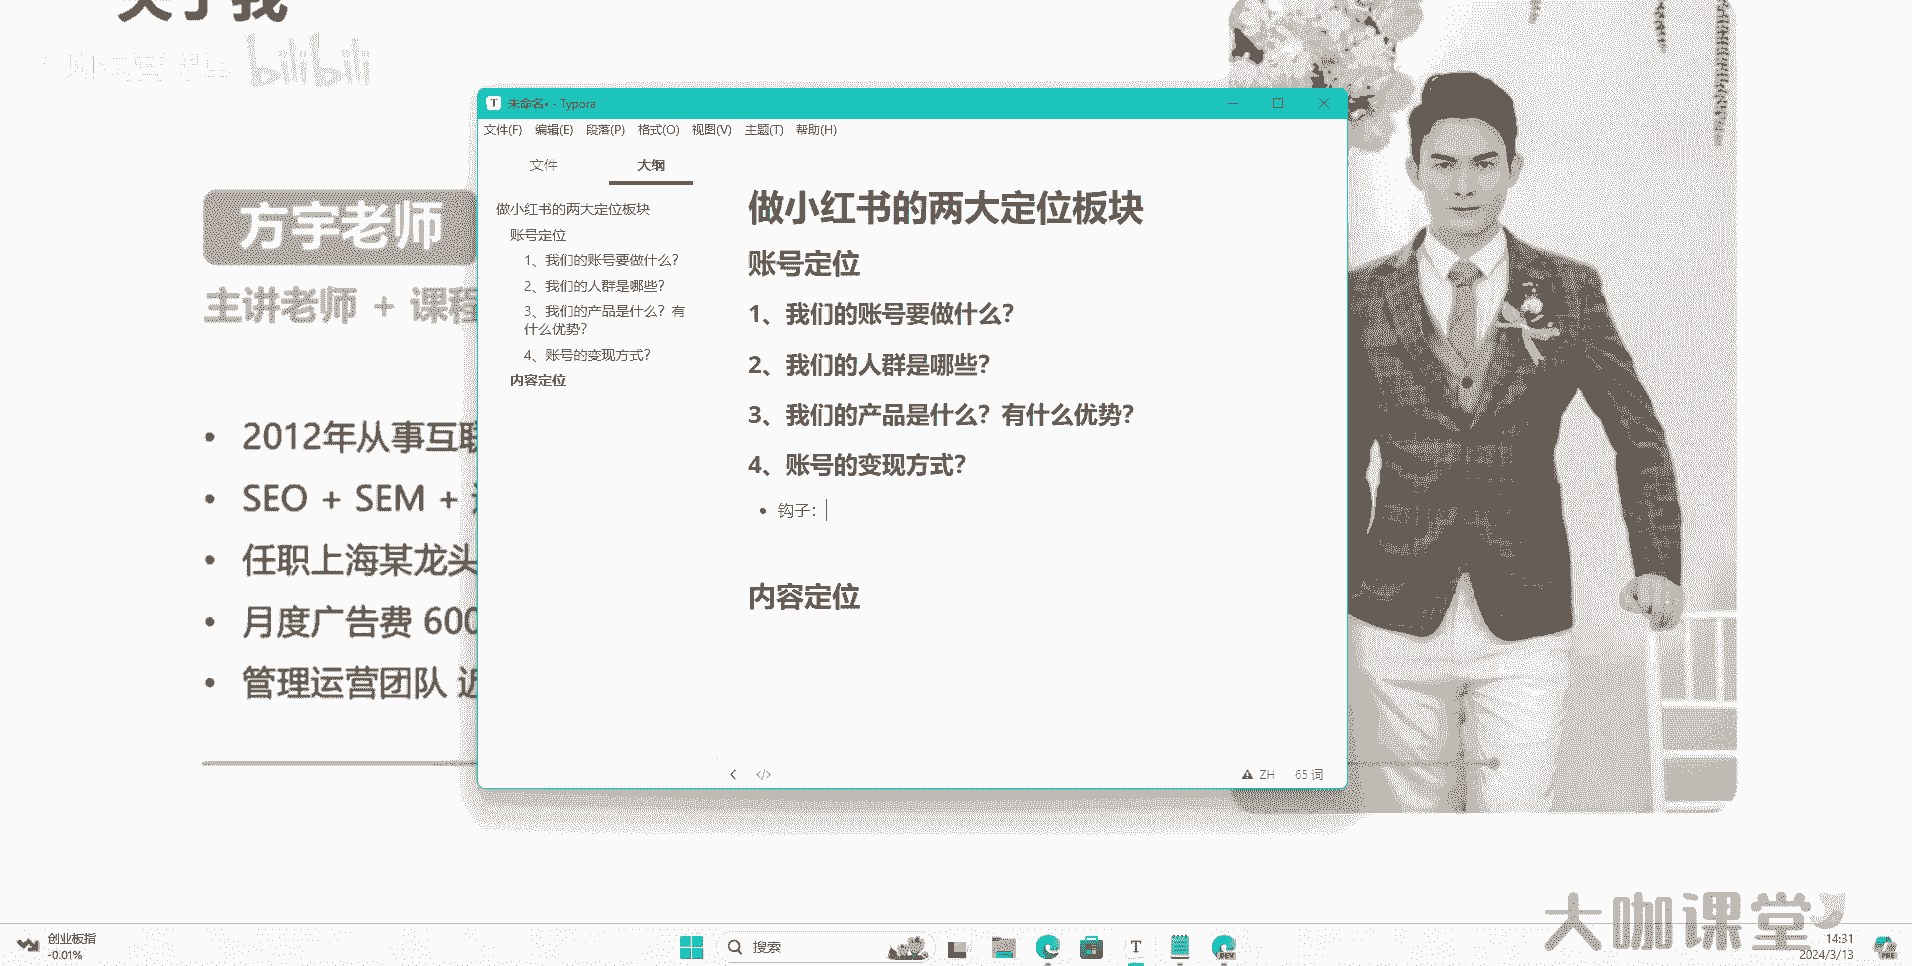 关于我
bilibili
未命名• - Typora
文件(F) 编辑(E) 段落(P) 格式(O) 视图(V) 主题(T) 帮助(H)
文件 大纲
做小红书的两大定位板块
账号定位
1、我们的账号要做什么？
2、我们的人群是哪些？
3、我们的产品是什么？有
什么优势？
4、账号的变现方式？
内容定位
做小红书的两大定位板块
账号定位
1、我们的账号要做什么？
2、我们的人群是哪些？
3、我们的产品是什么？有什么优势？
4、账号的变现方式？
• 钩子：
内容定位
</> ZH 65 词
方宇老师
主讲老师 + 课程
• 2012年从事互联
• SEO + SEM +
• 任职上海某龙头
• 月度广告费 600
• 管理运营团队 近
大咖课堂
创业板指
-0.01%
搜索
T
DEV
14:31
2024/3/13
PRE